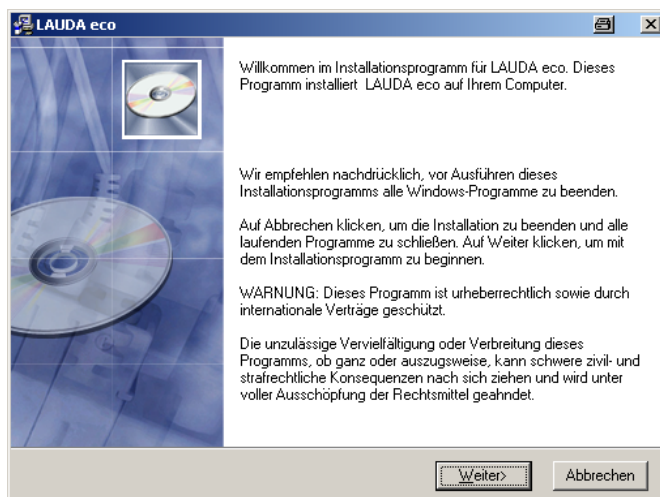 LAUDA eco
Willkommen im Installationsprogramm für LAUDA eco. Dieses
Programm installiert LAUDA eco auf Ihrem Computer.
Wir empfehlen nachdrücklich, vor Ausführen dieses
Installationsprogramms alle Windows-Programme zu beenden.
Auf Abbrechen klicken, um die Installation zu beenden und alle
laufenden Programme zu schließen. Auf Weiter klicken, um mit
dem Installationsprogramm zu beginnen.
WARNUNG: Dieses Programm ist urheberrechtlich sowie durch
internationale Verträge geschützt.
Die unzulässige Vervielfältigung oder Verbreitung dieses
Programms, ob ganz oder auszugsweise, kann schwere zivil- und
strafrechtliche Konsequenzen nach sich ziehen und wird unter
voller Ausschöpfung der Rechtsmittel geahndet.
Weiter> Abbrechen